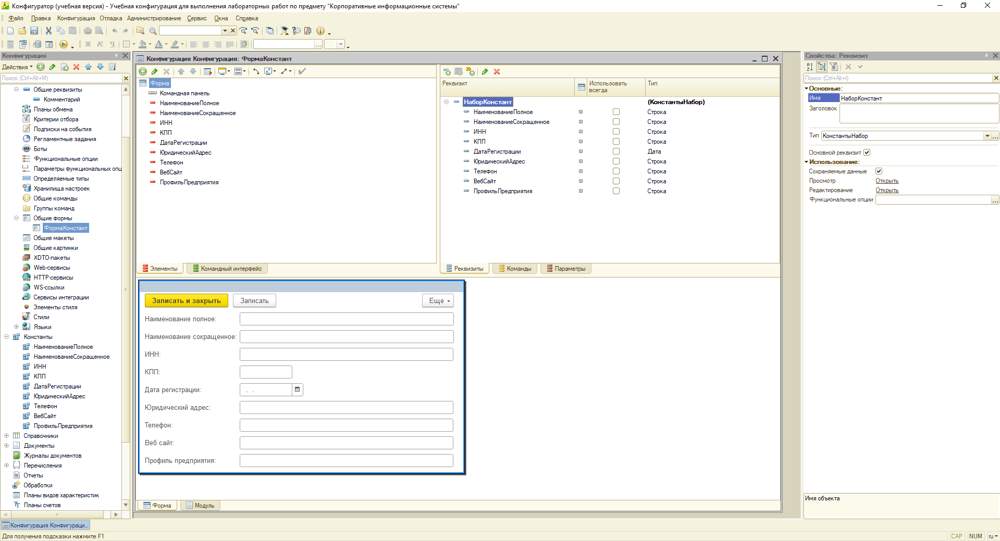 Конфигуратор (учебная версия) - Учебная конфигурация для выполнения лабораторных работ по предмету "Корпоративные информационные системы"
Файл Правка Конфигурация Отладка Администрирование Сервис Окна Справка
Ж К Ч
Конфигурация
Действия
Поиск (Ctrl+Alt+M)
Общие реквизиты
Комментарий
Планы обмена
Критерии отбора
Подписки на события
Регламентные задания
Боты
Функциональные опции
Параметры функциональных опц
Определяемые типы
Хранилища настроек
Общие команды
Группы команд
Общие формы
ФормаКонстант
Общие макеты
Общие картинки
XDTO-пакеты
Web-сервисы
HTTP-сервисы
WS-ссылки
Сервисы интеграции
Элементы стиля
Стили
Языки
Константы
НаименованиеПолное
НаименованиеСокращенное
ИНН
КПП
ДатаРегистрации
ЮридическийАдрес
Телефон
ВебСайт
ПрофильПредприятия
Справочники
Документы
Журналы документов
Перечисления
Отчеты
Обработки
Планы видов характеристик
Планы счетов
Конфигурация Конфигурация: ФормаКонстант
Форма
Командная панель
НаименованиеПолное
НаименованиеСокращенное
ИНН
КПП
ДатаРегистрации
ЮридическийАдрес
Телефон
ВебСайт
ПрофильПредприятия
Элементы Командный интерфейс
Реквизит Использовать всегда Тип
НаборКонстант (КонстантыНабор)
НаименованиеПолное Строка
НаименованиеСокращенное Строка
ИНН Строка
КПП Строка
ДатаРегистрации Дата
ЮридическийАдрес Строка
Телефон Строка
ВебСайт Строка
ПрофильПредприятия Строка
Реквизиты Команды Параметры
Записать и закрыть Записать Еще
Наименование полное:
Наименование сокращенное:
ИНН:
КПП:
Дата регистрации: . .
Юридический адрес:
Телефон:
Веб сайт:
Профиль предприятия:
Форма Модуль
Свойства: Реквизит
Поиск (Ctrl+Alt+I)
Основные:
Имя НаборКонстант
Заголовок
Тип КонстантыНабор
Основной реквизит
Использование:
Сохраняемые данные
Просмотр Открыть
Редактирование Открыть
Функциональные опции
Имя объекта
Конфигурация Конфигураци...
Для получения подсказки нажмите F1 CAP NUM ru